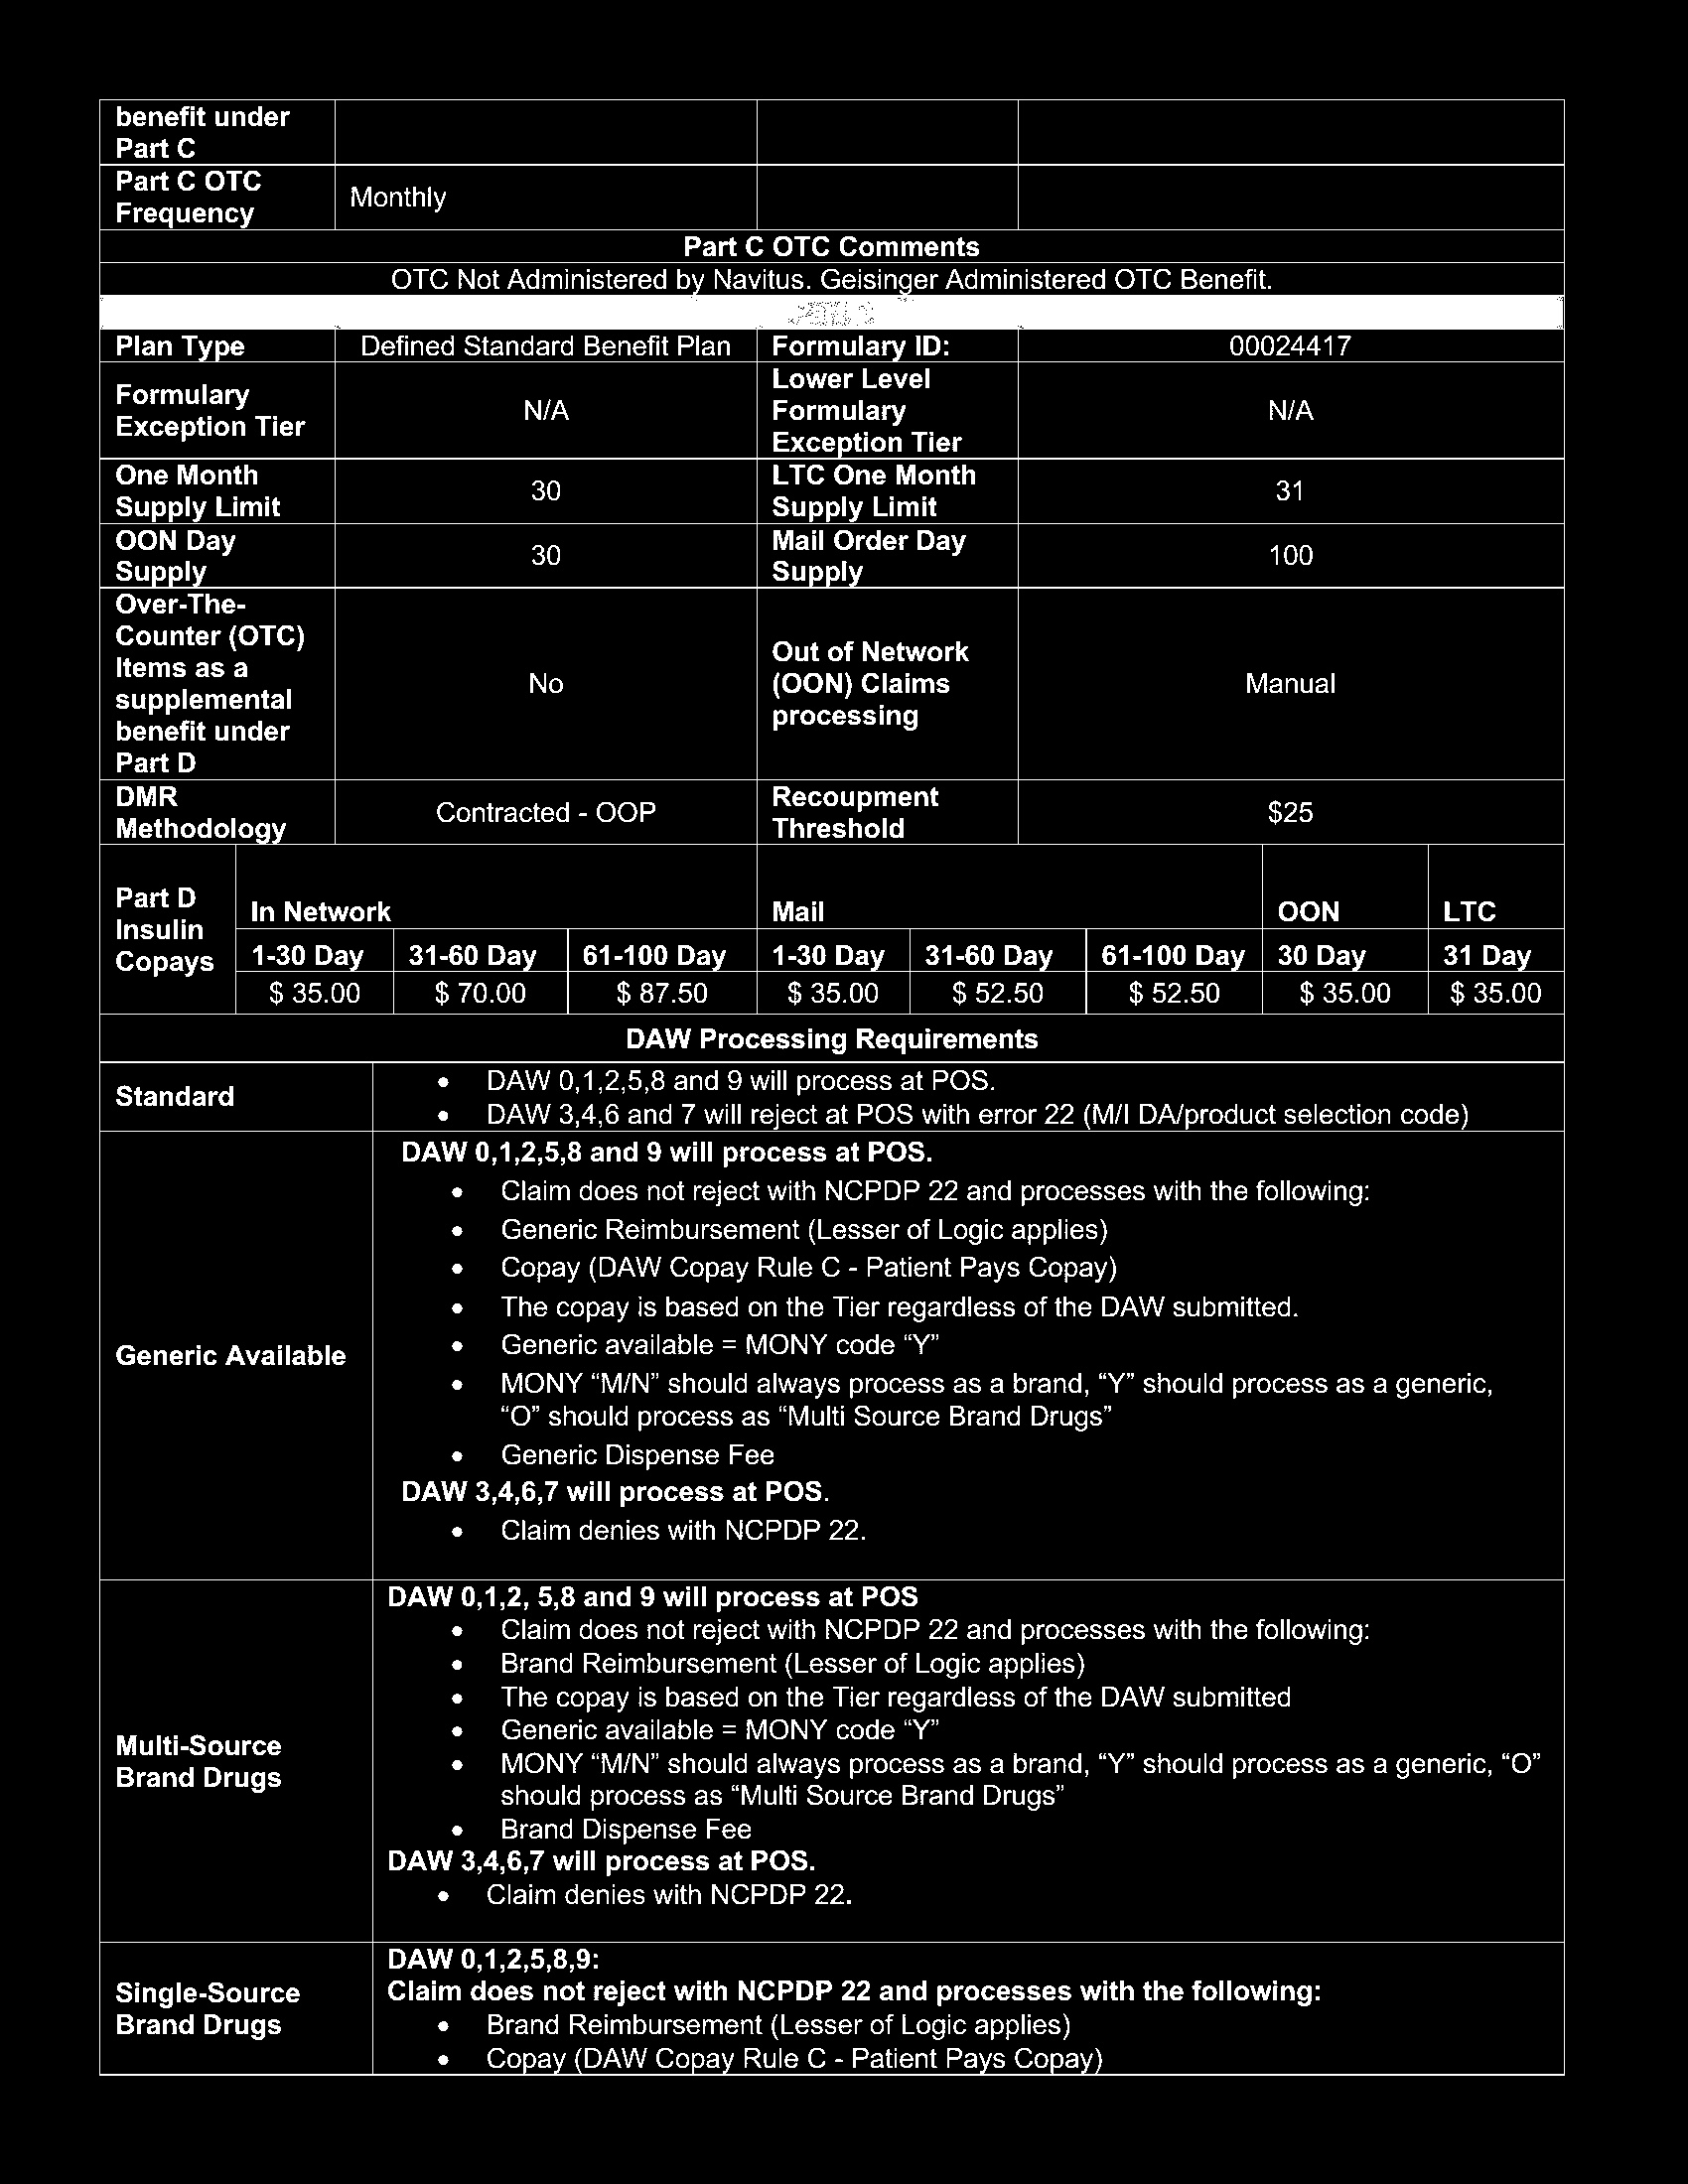 benefit under
Part C
Part C OTC
Frequency
Monthly
Part C OTC Comments
OTC Not Administered by Navitus. Geisinger Administered OTC Benefit.
Plan Type
Defined Standard Benefit Plan
Formulary ID:
00024417
Formulary
Exception Tier
N/A
Lower Level
Formulary
Exception Tier
N/A
One Month
Supply Limit
30
LTC One Month
Supply Limit
31
OON Day
Supply
30
Mail Order Day
Supply
100
Over-The-
Counter (OTC)
Items as a
supplemental
benefit under
Part D
No
Out of Network
(OON) Claims
processing
Manual
DMR
Methodology
Contracted - OOP
Recoupment
Threshold
$25
Part D
Insulin
Copays
In Network
Mail
OON
LTC
1-30 Day 31-60 Day 61-100 Day 1-30 Day 31-60 Day 61-100 Day 30 Day 31 Day
$ 35.00 $ 70.00 $ 87.50 $ 35.00 $ 52.50 $ 52.50 $ 35.00 $ 35.00
DAW Processing Requirements
Standard
• DAW 0,1,2,5,8 and 9 will process at POS.
• DAW 3,4,6 and 7 will reject at POS with error 22 (M/I DA/product selection code)
Generic Available
DAW 0,1,2,5,8 and 9 will process at POS.
• Claim does not reject with NCPDP 22 and processes with the following:
• Generic Reimbursement (Lesser of Logic applies)
• Copay (DAW Copay Rule C - Patient Pays Copay)
• The copay is based on the Tier regardless of the DAW submitted.
• Generic available = MONY code “Y”
• MONY “M/N” should always process as a brand, “Y” should process as a generic,
“O” should process as “Multi Source Brand Drugs”
• Generic Dispense Fee
DAW 3,4,6,7 will process at POS.
• Claim denies with NCPDP 22.
Multi-Source
Brand Drugs
DAW 0,1,2, 5,8 and 9 will process at POS
• Claim does not reject with NCPDP 22 and processes with the following:
• Brand Reimbursement (Lesser of Logic applies)
• The copay is based on the Tier regardless of the DAW submitted
• Generic available = MONY code “Y”
• MONY “M/N” should always process as a brand, “Y” should process as a generic, “O”
should process as “Multi Source Brand Drugs”
• Brand Dispense Fee
DAW 3,4,6,7 will process at POS.
• Claim denies with NCPDP 22.
Single-Source
Brand Drugs
DAW 0,1,2,5,8,9:
Claim does not reject with NCPDP 22 and processes with the following:
• Brand Reimbursement (Lesser of Logic applies)
• Copay (DAW Copay Rule C - Patient Pays Copay)